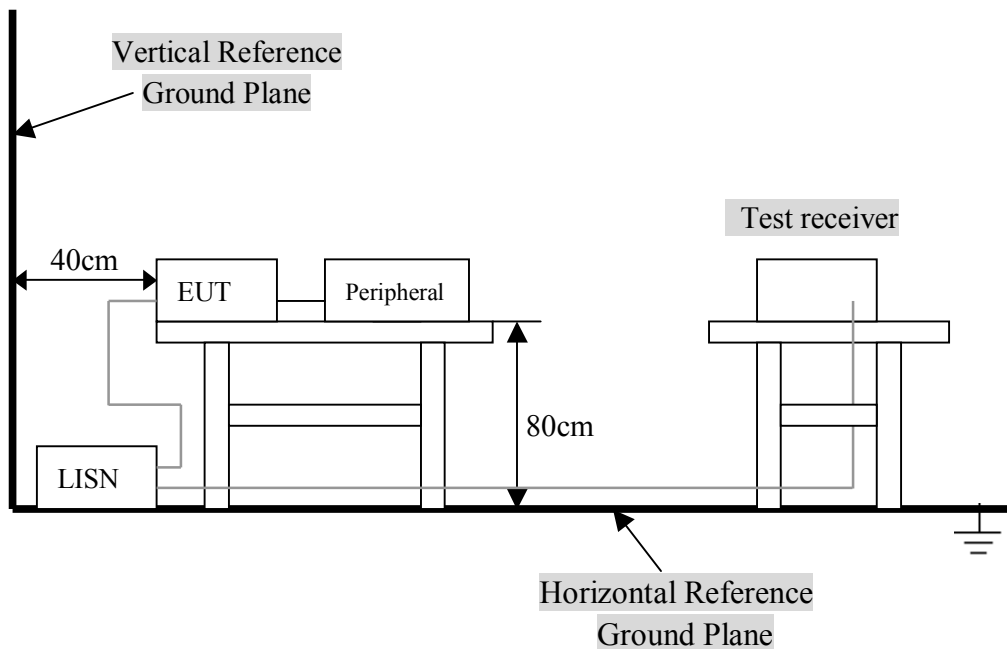 Vertical Reference
Ground Plane
Test receiver
40cm
EUT
Peripheral
80cm
LISN
Horizontal Reference
Ground Plane